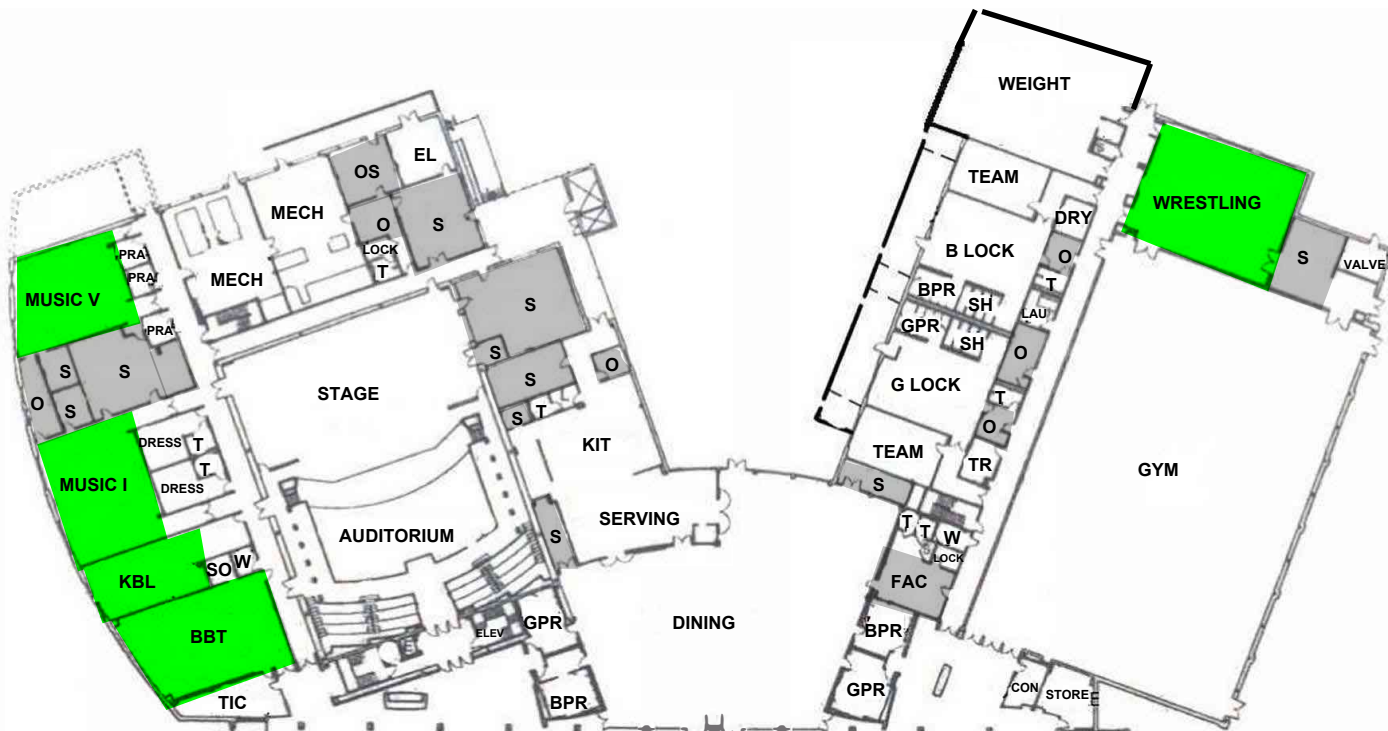 WEIGHT
EL
OS
TEAM
WRESTLING
MECH
O
S
DRY
LOCK
T
B LOCK
O
S
VALVE
PRA
PRA
MECH
MUSIC V
BPR
SH
T
LAU
GPR
SH
PRA
S
S
S
O
S
S
O
O
G LOCK
T
STAGE
S
T
O
DRESS
T
T
KIT
TEAM
TR
GYM
MUSIC I
DRESS
S
SERVING
AUDITORIUM
S
T
T
W
LOCK
KBL
SO
W
FAC
BBT
ELEV
GPR
DINING
BPR
TIC
BPR
GPR
CON
STORE
E